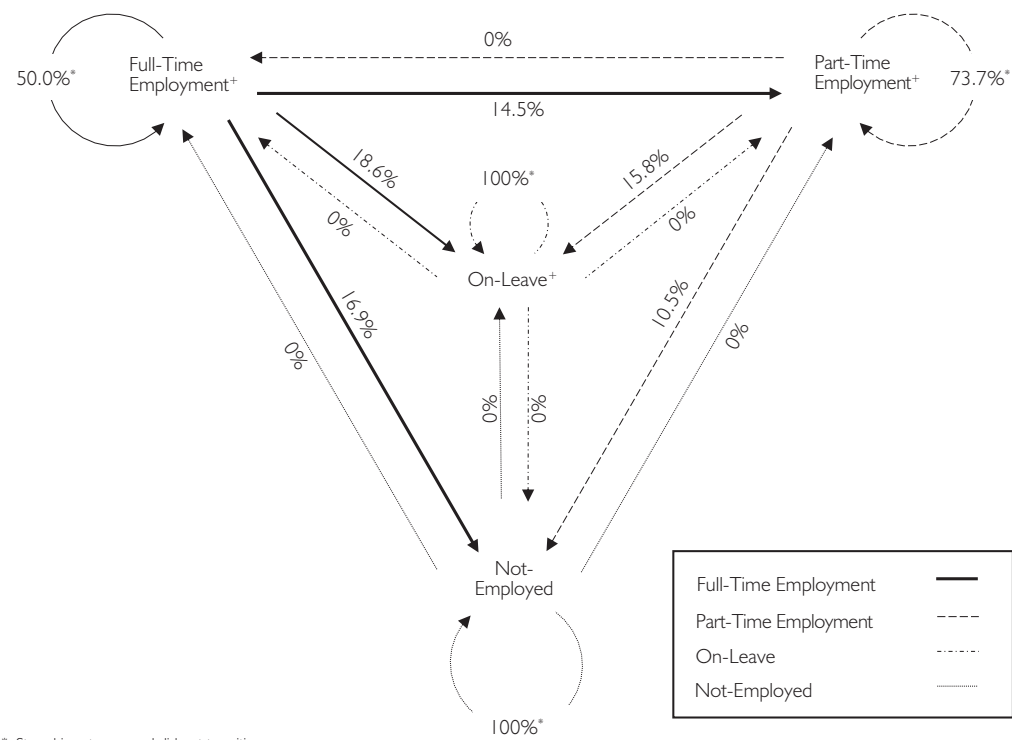 0%
Full-Time
Employment+
50.0%*
Part-Time
Employment+
73.7%*
14.5%
18.6%
0%
100%*
15.8%
0%
On-Leave+
16.9%
0%
10.5%
0%
0%
0%
Not-
Employed
100%*
Full-Time Employment
Part-Time Employment
On-Leave
Not-Employed